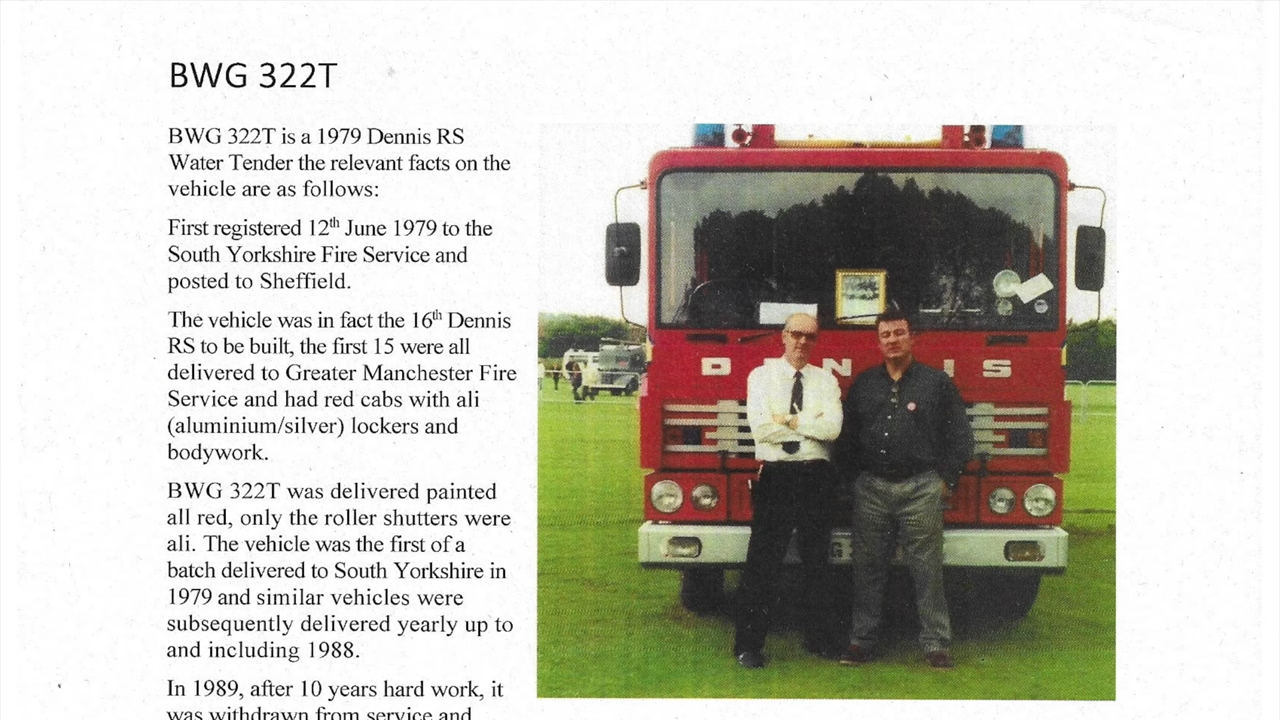 BWG 322T
BWG 322T is a 1979 Dennis RS
Water Tender the relevant facts on the
vehicle are as follows:
First registered 12th June 1979 to the
South Yorkshire Fire Service and
posted to Sheffield.
The vehicle was in fact the 16th Dennis
RS to be built, the first 15 were all
delivered to Greater Manchester Fire
Service and had red cabs with ali
(aluminium/silver) lockers and
bodywork.
BWG 322T was delivered painted
all red, only the roller shutters were
ali. The vehicle was the first of a
batch delivered to South Yorkshire in
1979 and similar vehicles were
subsequently delivered yearly up to
and including 1988.
In 1989, after 10 years hard work, it
was withdrawn from service and
D N IS
G